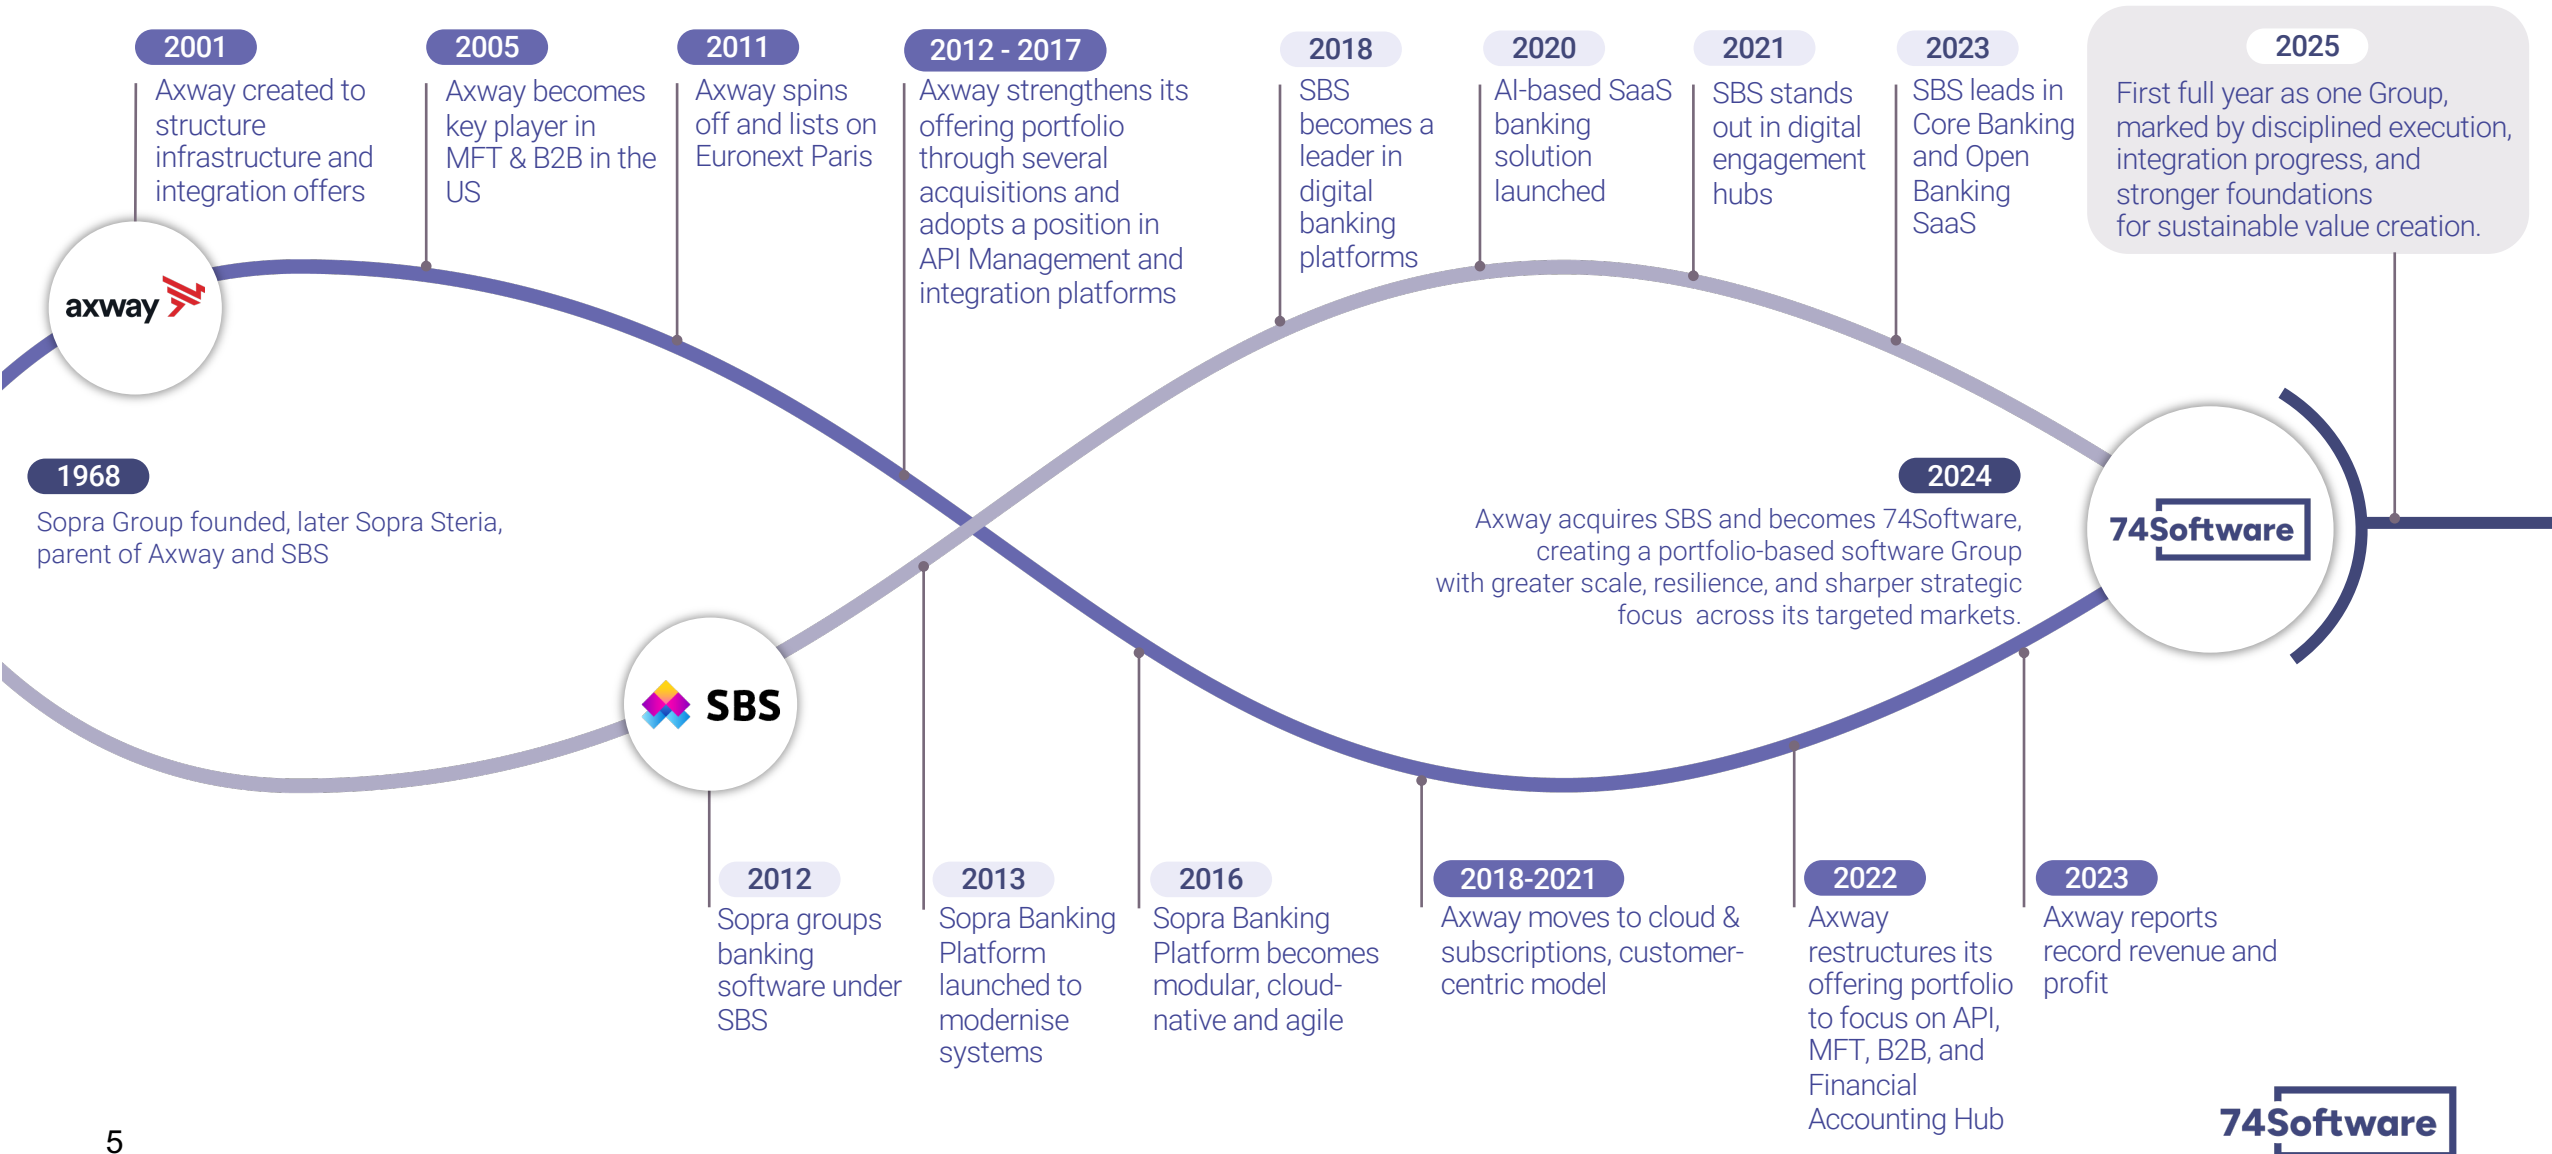 2001
Axway created to
structure
infrastructure and
integration offers
2005
Axway becomes
key player in
MFT & B2B in the
US
2011
Axway spins
off and lists on
Euronext Paris
2012 - 2017
Axway strengthens its
offering portfolio
through several
acquisitions and
adopts a position in
API Management and
integration platforms
2018
SBS
becomes a
leader in
digital
banking
platforms
2020
AI-based SaaS
banking
solution
launched
2021
SBS stands
out in digital
engagement
hubs
2023
SBS leads in
Core Banking
and Open
Banking
SaaS
2025
First full year as one Group,
marked by disciplined execution,
integration progress, and
stronger foundations
for sustainable value creation.
axway
1968
Sopra Group founded, later Sopra Steria,
parent of Axway and SBS
2024
Axway acquires SBS and becomes 74Software,
creating a portfolio-based software Group
with greater scale, resilience, and sharper strategic
focus across its targeted markets.
74Software
SBS
2012
Sopra groups
banking
software under
SBS
2013
Sopra Banking
Platform
launched to
modernise
systems
2016
Sopra Banking
Platform becomes
modular, cloud-
native and agile
2018-2021
Axway moves to cloud &
subscriptions, customer-
centric model
2022
Axway
restructures its
offering portfolio
to focus on API,
MFT, B2B, and
Financial
Accounting Hub
2023
Axway reports
record revenue and
profit
5
74Software